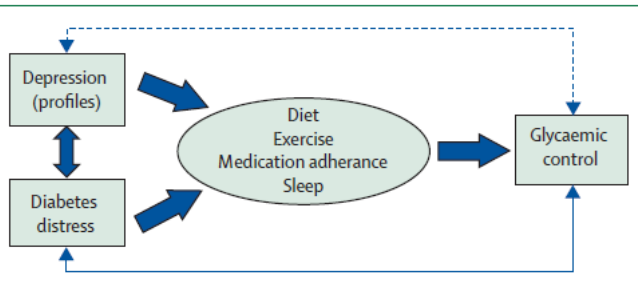 Depression
(profiles)
Diabetes
distress
Diet
Exercise
Medication adherance
Sleep
Glycaemic
control